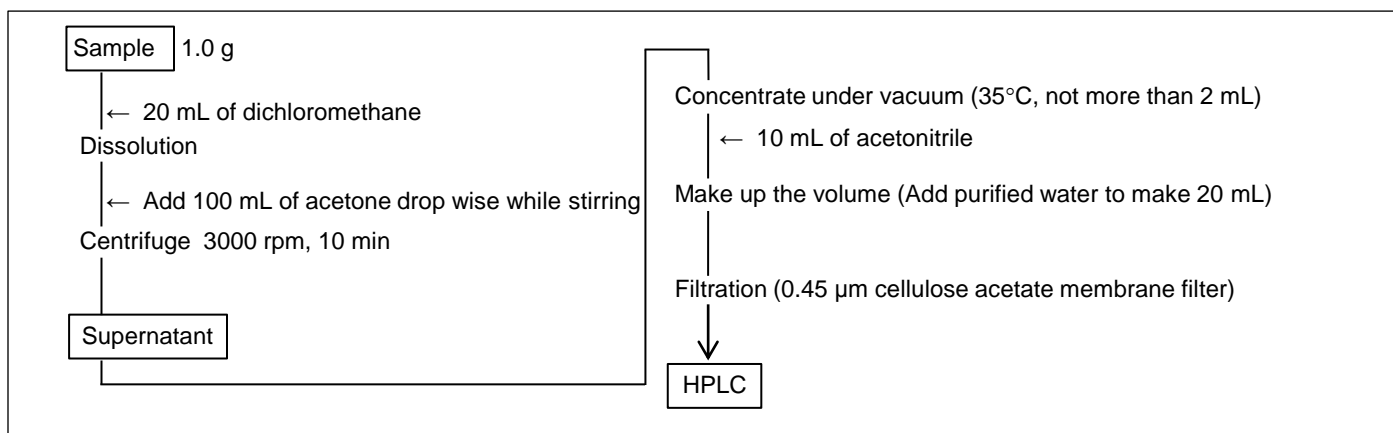 Sample 1.0 g
← 20 mL of dichloromethane
Dissolution
← Add 100 mL of acetone drop wise while stirring
Centrifuge 3000 rpm, 10 min
Supernatant
Concentrate under vacuum (35°C, not more than 2 mL)
← 10 mL of acetonitrile
Make up the volume (Add purified water to make 20 mL)
Filtration (0.45 µm cellulose acetate membrane filter)
HPLC